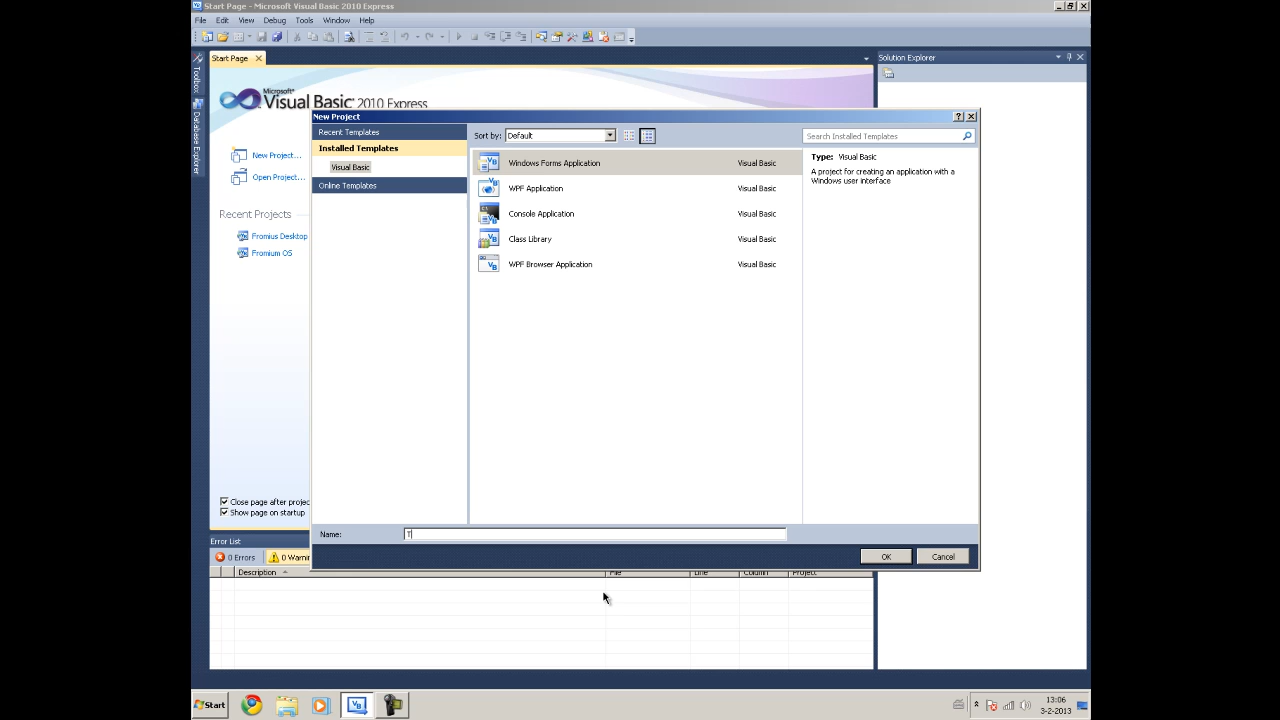 Start Page - Microsoft Visual Basic 2010 Express
File Edit View Debug Tools Window Help
Start Page
Solution Explorer
Toolbox
Database Explorer
Microsoft®
Visual Basic 2010 Express
New Project
Recent Templates
Installed Templates
Visual Basic
Online Templates
Sort by: Default
Search Installed Templates
Windows Forms Application Visual Basic
WPF Application Visual Basic
Console Application Visual Basic
Class Library Visual Basic
WPF Browser Application Visual Basic
Type: Visual Basic
A project for creating an application with a
Windows user interface
New Project...
Open Project...
Recent Projects
Fromius Desktop
Fromium OS
Close page after projec
Show page on startup
Name: T
OK Cancel
Error List
0 Errors 0 Warnin
Description File Line Column Project
Start
13:06
3-2-2013